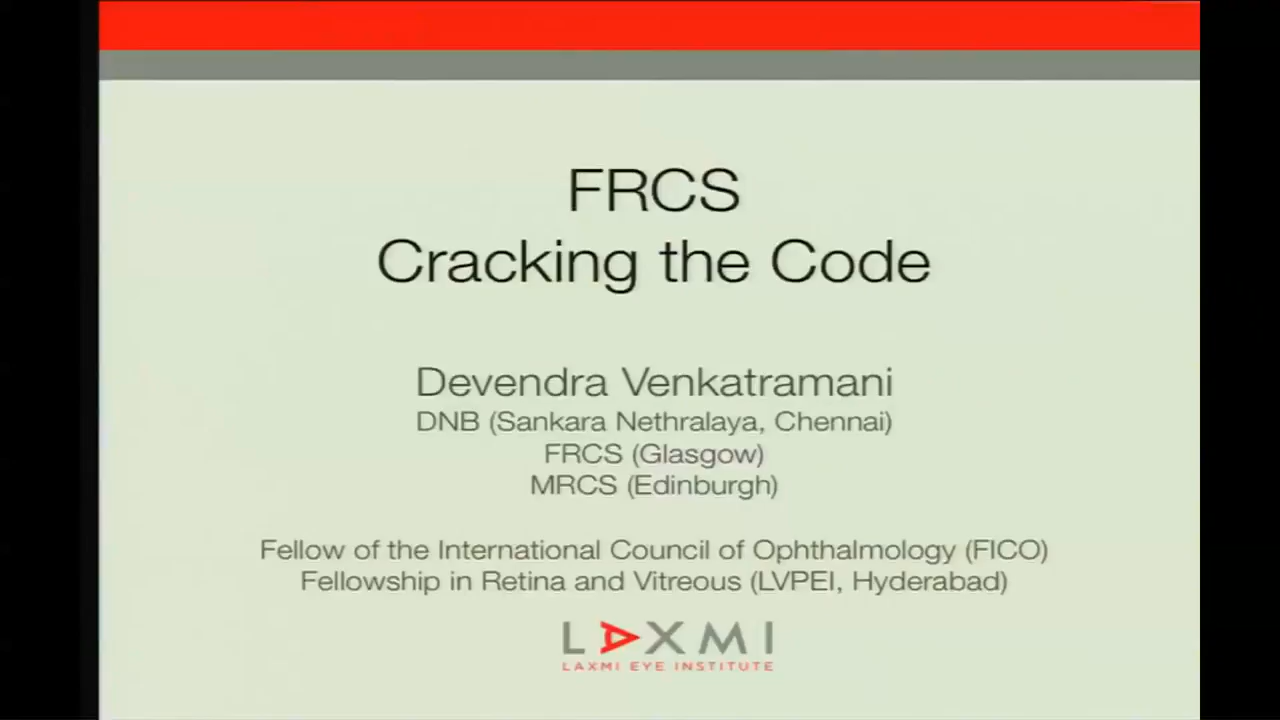 FRCS
Cracking the Code
Devendra Venkatramani
DNB (Sankara Nethralaya, Chennai)
FRCS (Glasgow)
MRCS (Edinburgh)
Fellow of the International Council of Ophthalmology (FICO)
Fellowship in Retina and Vitreous (LVPEI, Hyderabad)
LAXMI
LAXMI EYE INSTITUTE